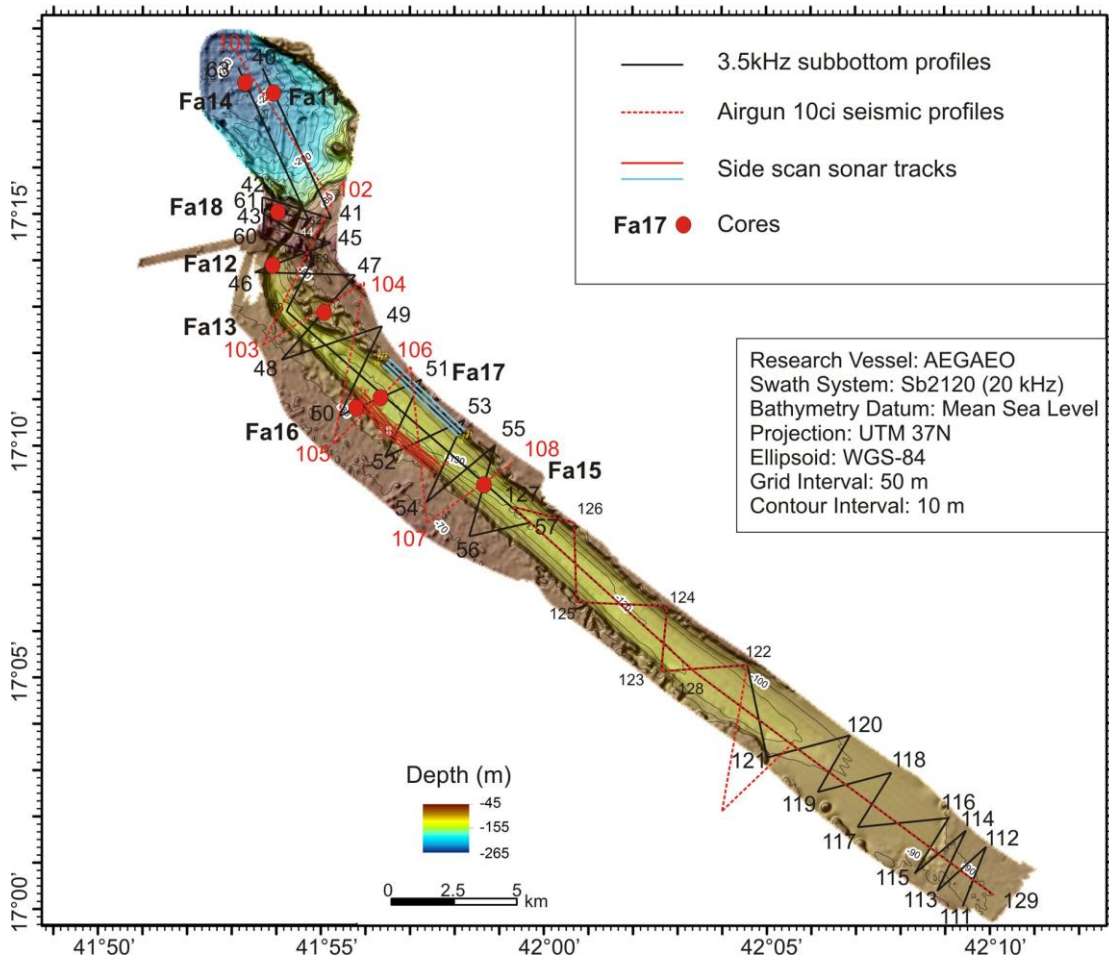 3.5kHz subbottom profiles
Airgun 10ci seismic profiles
Side scan sonar tracks
Fa17 Cores
Research Vessel: AEGAEO
Swath System: Sb2120 (20 kHz)
Bathymetry Datum: Mean Sea Level
Projection: UTM 37N
Ellipsoid: WGS-84
Grid Interval: 50 m
Contour Interval: 10 m
101
40
63
Fa14
Fa11
-200
42
102
17°15'
61
Fa18
43
41
44
60
45
Fa12
46
47
104
Fa13
49
103
48
106
51
Fa17
50
53
Fa16
55
105
17°10'
52
108
-130
Fa15
54
127
126
-70
107
57
56
125
-120
124
122
17°05'
123
128
-100
120
121
118
119
116
114
117
112
-90
115
-90
113
111
129
17°00'
Depth (m)
-45
-155
-265
0 2.5 5
km
41°50' 41°55' 42°00' 42°05' 42°10'